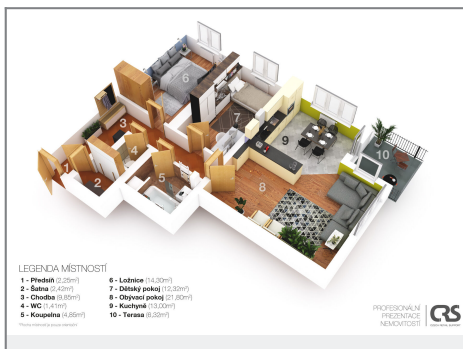 6
3
7
4
1
2
5
9
10
8
LEGENDA MÍSTNOSTÍ
1 - Předsíň (2,25m²)
2 - Šatna (2,42m²)
3 - Chodba (9,85m²)
4 - WC (1,41m²)
5 - Koupelna (4,65m²)
6 - Ložnice (14,30m²)
7 - Dětský pokoj (12,32m²)
8 - Obývací pokoj (21,80m²)
9 - Kuchyně (13,00m²)
10 - Terasa (8,32m²)
PROFESIONÁLNÍ
PREZENTACE
NEMOVITOSTÍ
CRS